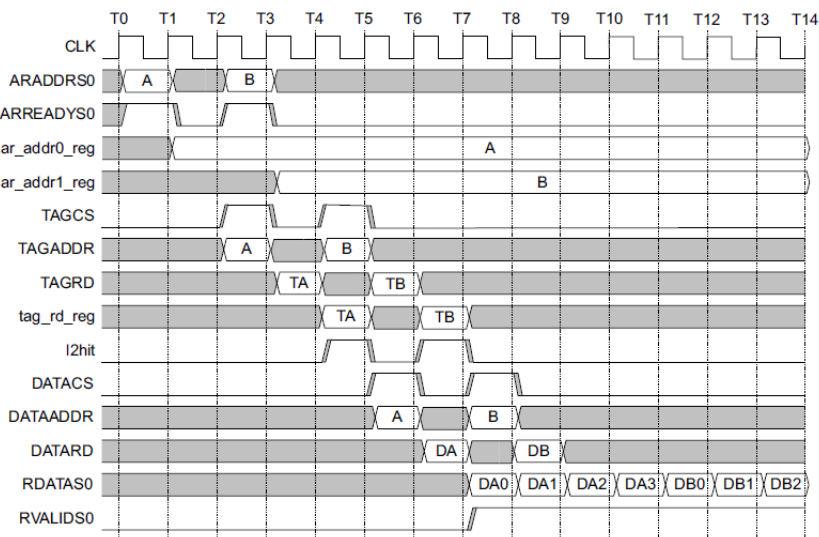 T0 T1 T2 T3 T4 T5 T6 T7 T8 T9 T10 T11 T12 T13 T14
CLK
ARADDRS0 A B
ARREADYS0
ar_addr0_reg A
ar_addr1_reg B
TAGCS
TAGADDR A B
TAGRD TA TB
tag_rd_reg TA TB
l2hit
DATACS
DATAADDR A B
DATARD DA DB
RDATAS0 DA0 DA1 DA2 DA3 DB0 DB1 DB2
RVALIDS0